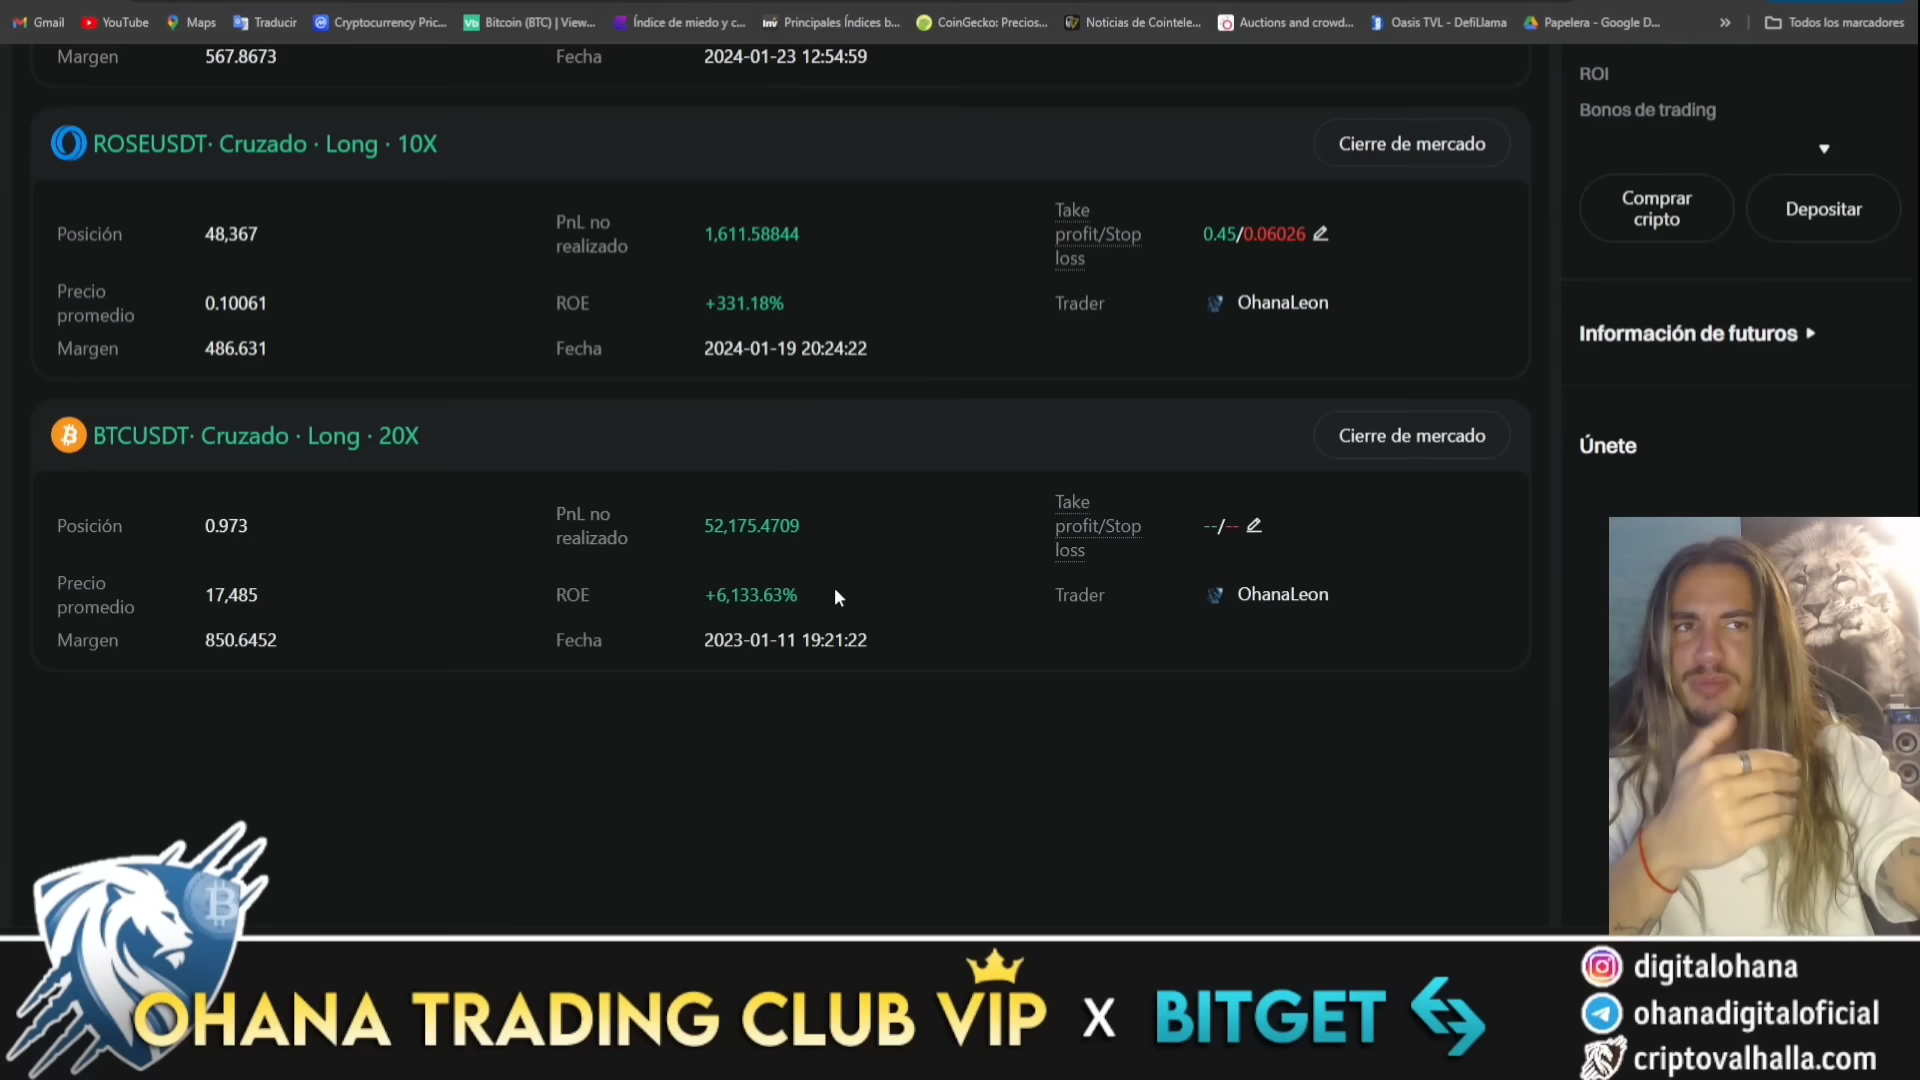 Gmail YouTube Maps Traducir Cryptocurrency Pric... Bitcoin (BTC) | View... Índice de miedo y c... Principales Índices b... CoinGecko: Precios... Noticias de Cointele... Auctions and crowd... Oasis TVL - DefiLlama Papelera - Google D... » Todos los marcadores
Margen 567.8673 Fecha 2024-01-23 12:54:59
ROSEUSDT· Cruzado · Long · 10X Cierre de mercado
Posición 48,367 PnL no realizado 1,611.58844 Take profit/Stop loss 0.45/0.06026
Precio promedio 0.10061 ROE +331.18% Trader OhanaLeon
Margen 486.631 Fecha 2024-01-19 20:24:22
BTCUSDT· Cruzado · Long · 20X Cierre de mercado
Posición 0.973 PnL no realizado 52,175.4709 Take profit/Stop loss --/--
Precio promedio 17,485 ROE +6,133.63% Trader OhanaLeon
Margen 850.6452 Fecha 2023-01-11 19:21:22
ROI
Bonos de trading
Comprar cripto
Depositar
Información de futuros
Únete
OHANA TRADING CLUB VIP X BITGET
digitalohana
ohanadigitaloficial
criptovalhalla.com